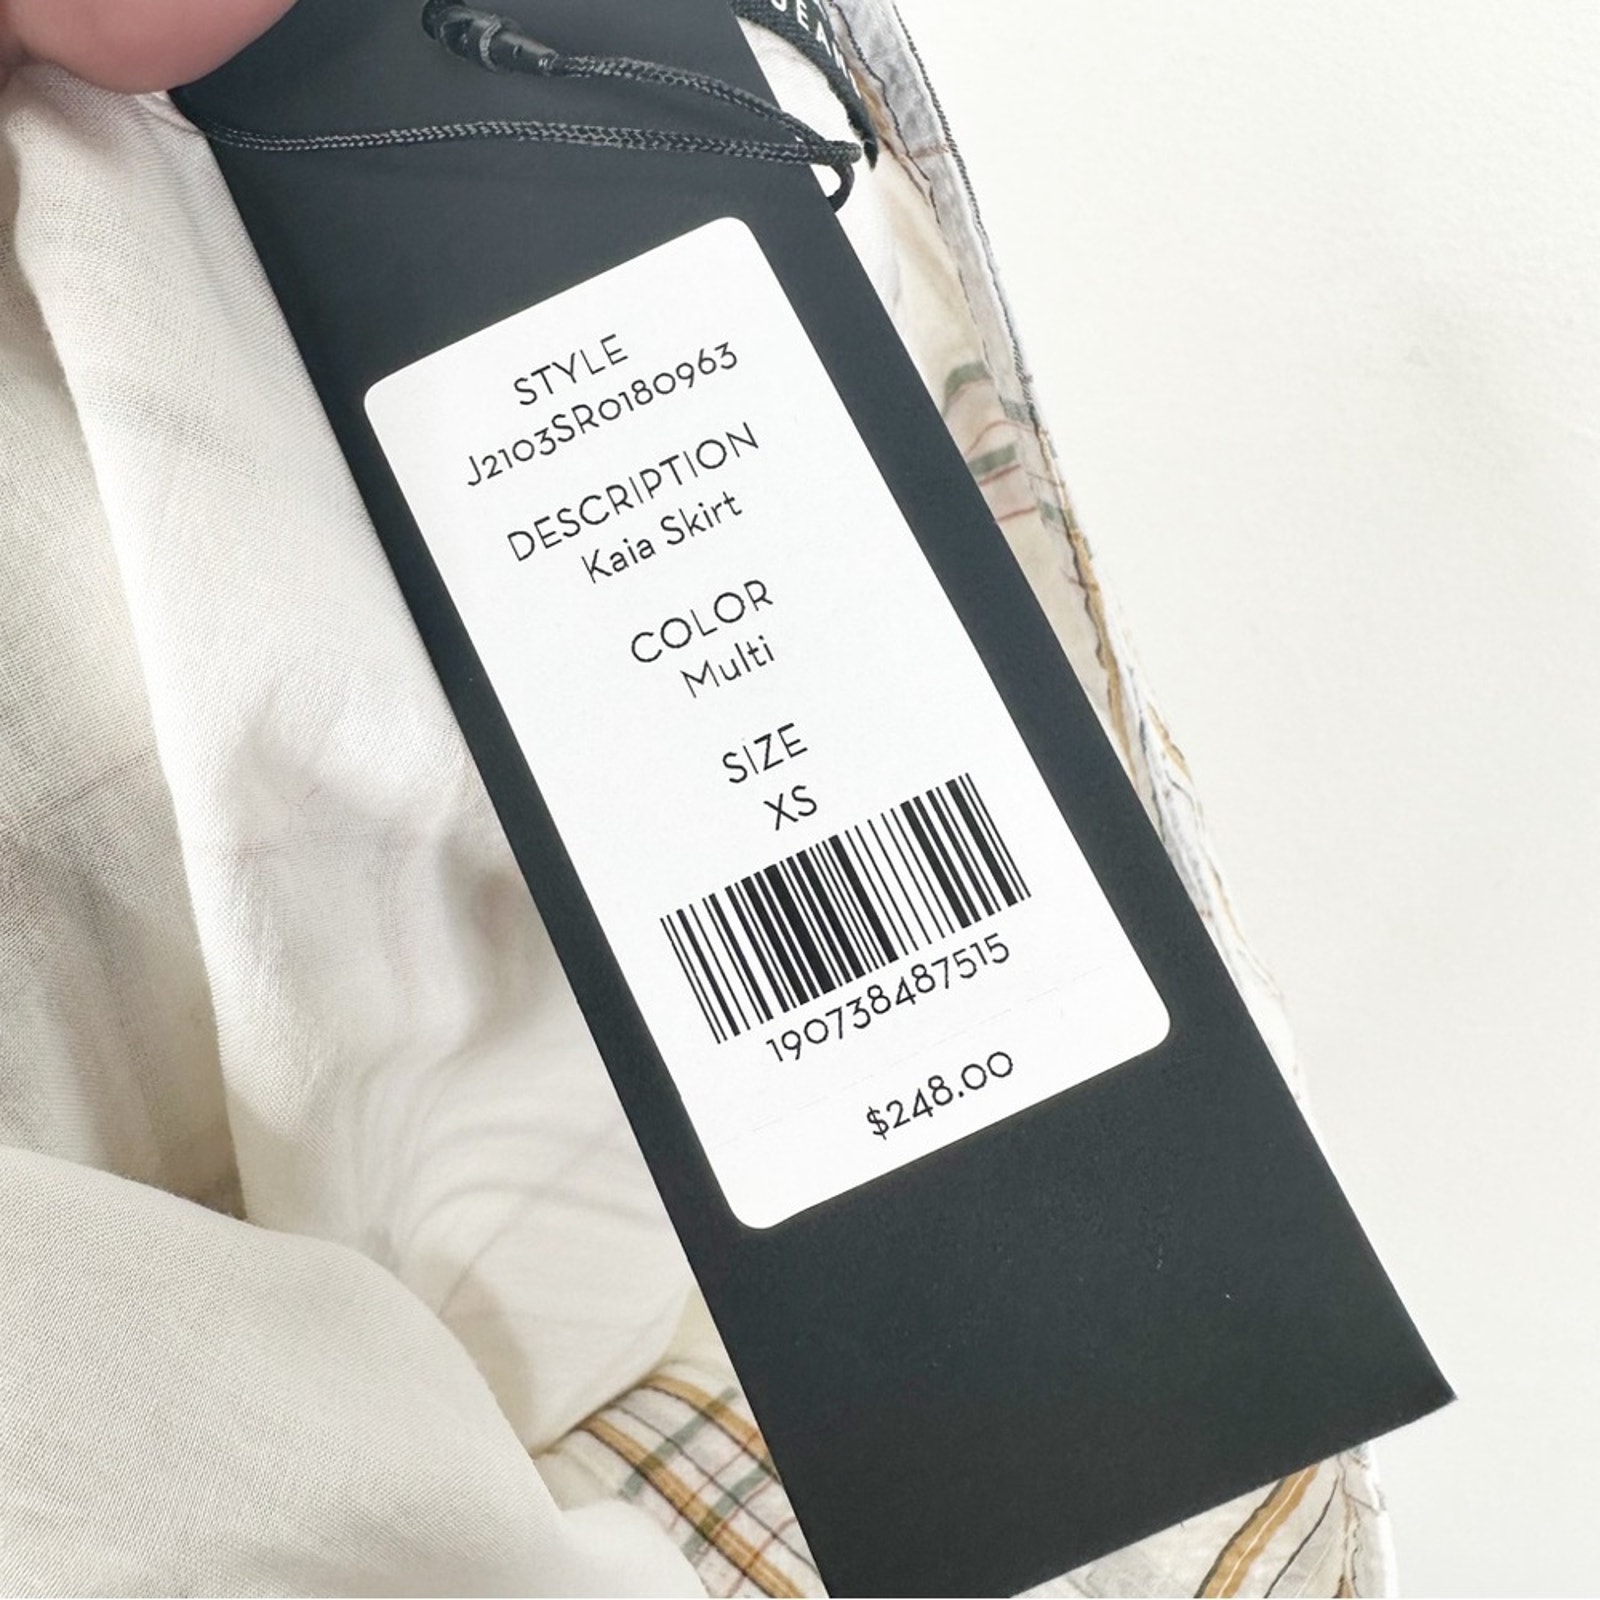 STYLE
J2103SR0180963
DESCRIPTION
Kaia Skirt
COLOR
Multi
SIZE
XS
190738487515
$248.00